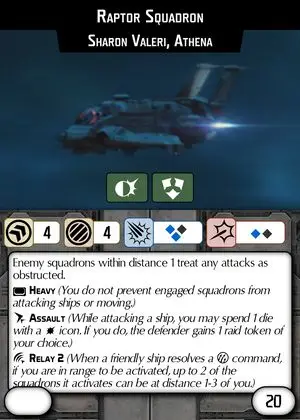 Raptor Squadron
Sharon Valeri, Athena
4 4
Enemy squadrons within distance 1 treat any attacks as
obstructed.
Heavy (You do not prevent engaged squadrons from
attacking ships or moving.)
Assault (While attacking a ship, you may spend 1 die
with a icon. If you do, the defender gains 1 raid token of
your choice.)
Relay 2 (When a friendly ship resolves a command,
if you are in range to be activated, up to 2 of the
squadrons it activates can be at distance 1-3 of you.)
20